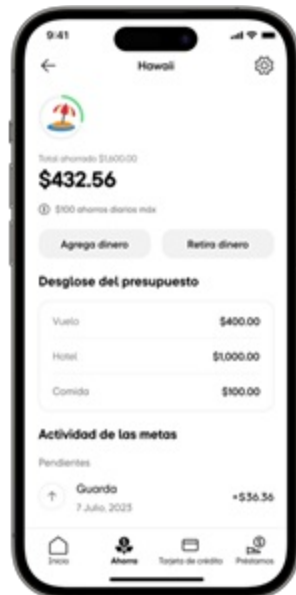 9:41
Hawaii
Total ahorrado $1,600.00
$432.56
$100 ahorros diarios máx
Agrega dinero Retira dinero
Desglose del presupuesto
Vuelo $400.00
Hotel $1,000.00
Comida $100.00
Actividad de las metas
Pendientes
Guarda +$36.36
7 Julio, 2023
Inicio Ahorra Tarjeta de crédito Préstamos